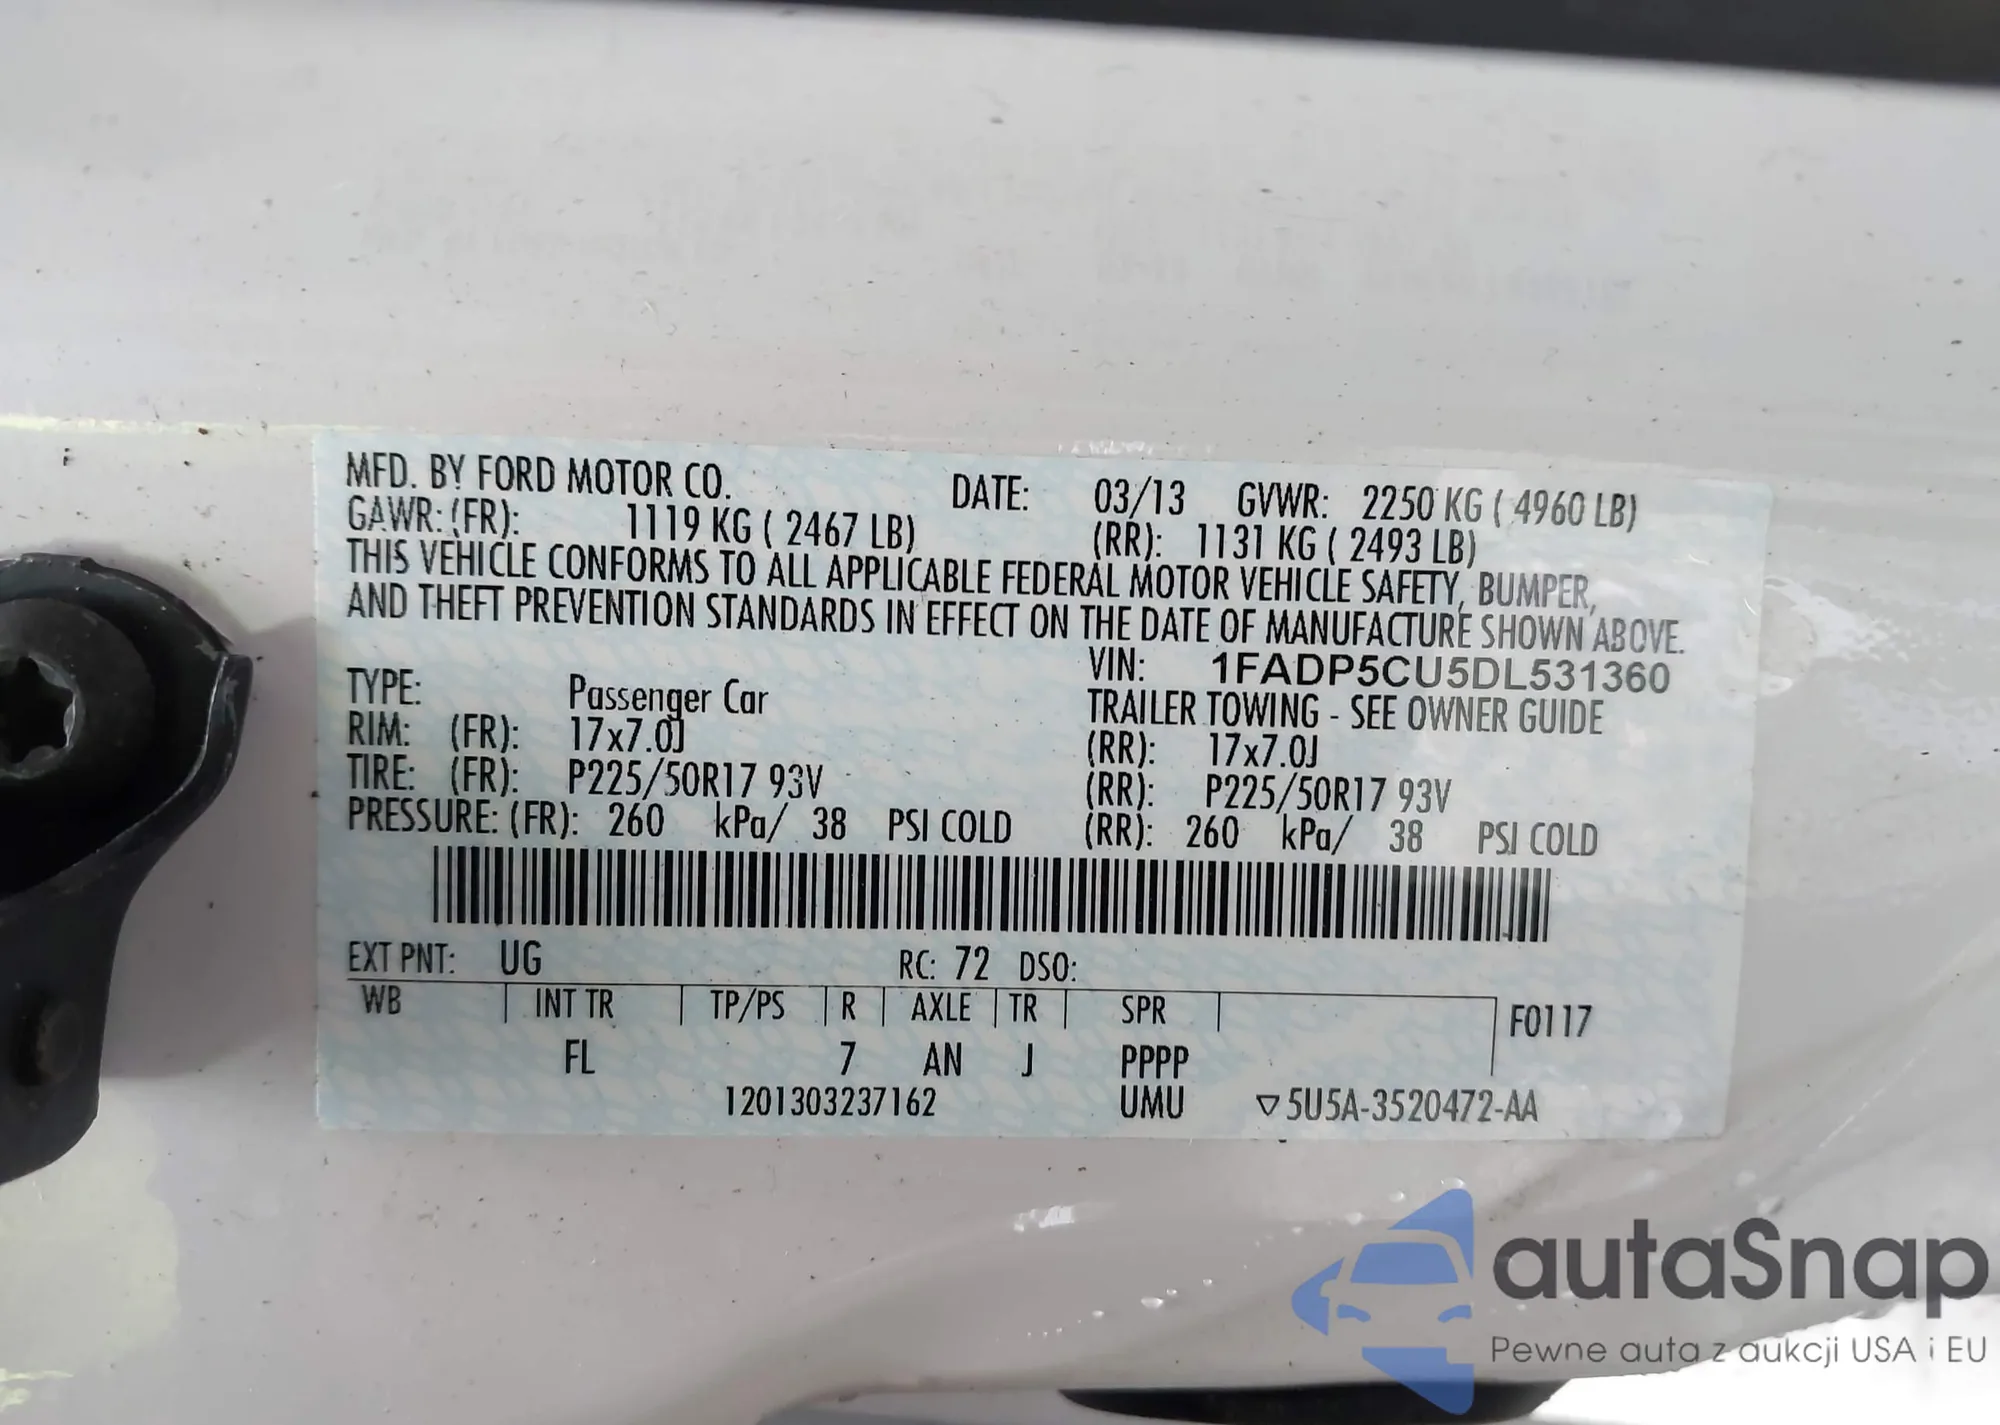 MFD. BY FORD MOTOR CO. DATE: 03/13 GVWR: 2250 KG ( 4960 LB)
GAWR: (FR): 1119 KG ( 2467 LB) (RR): 1131 KG ( 2493 LB)
THIS VEHICLE CONFORMS TO ALL APPLICABLE FEDERAL MOTOR VEHICLE SAFETY, BUMPER,
AND THEFT PREVENTION STANDARDS IN EFFECT ON THE DATE OF MANUFACTURE SHOWN ABOVE.
VIN: 1FADP5CU5DL531360
TYPE: Passenger Car TRAILER TOWING - SEE OWNER GUIDE
RIM: (FR): 17x7.0J (RR): 17x7.0J
TIRE: (FR): P225/50R17 93V (RR): P225/50R17 93V
PRESSURE: (FR): 260 kPa/ 38 PSI COLD (RR): 260 kPa/ 38 PSI COLD
EXT PNT: UG RC: 72 DSO:
WB INT TR TP/PS R AXLE TR SPR F0117
FL 7 AN J PPPP
1201303237162 UMU ▽5U5A-3520472-AA
autaSnap
Pewne auta z aukcji USA i EU